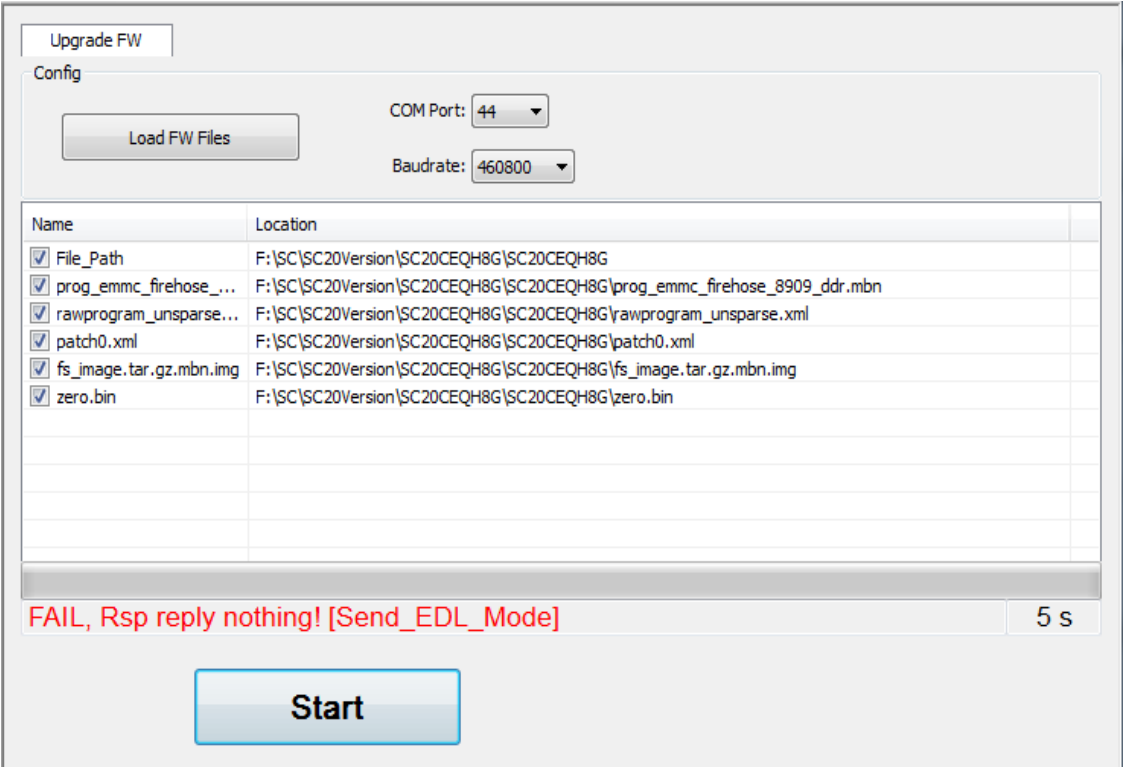 Upgrade FW
Config
Load FW Files
COM Port: 44
Baudrate: 460800
Name Location
File_Path F:\SC\SC20Version\SC20CEQH8G\SC20CEQH8G
prog_emmc_firehose_... F:\SC\SC20Version\SC20CEQH8G\SC20CEQH8G\prog_emmc_firehose_8909_ddr.mbn
rawprogram_unsparse... F:\SC\SC20Version\SC20CEQH8G\SC20CEQH8G\rawprogram_unsparse.xml
patch0.xml F:\SC\SC20Version\SC20CEQH8G\SC20CEQH8G\patch0.xml
fs_image.tar.gz.mbn.img F:\SC\SC20Version\SC20CEQH8G\SC20CEQH8G\fs_image.tar.gz.mbn.img
zero.bin F:\SC\SC20Version\SC20CEQH8G\SC20CEQH8G\zero.bin
FAIL, Rsp reply nothing! [Send_EDL_Mode] 5 s
Start